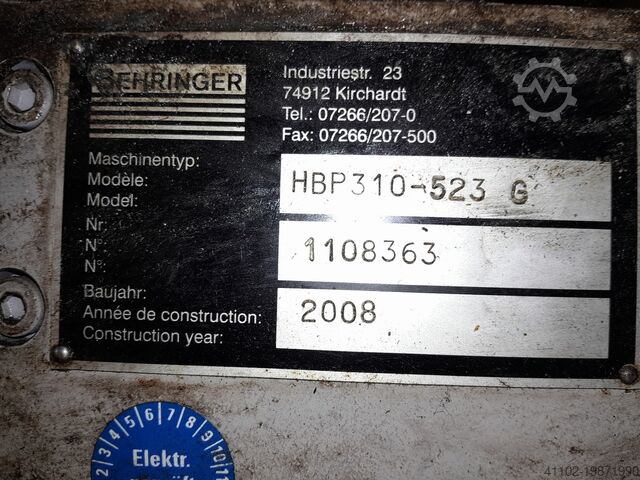 BEHRINGER
Industriestr. 23
74912 Kirchardt
Tel.: 07266/207-0
Fax: 07266/207-500
Maschinentyp:
Modèle:
Model:
HBP310-523 G
Nr:
N°:
N°:
1108363
Baujahr:
Année de construction:
Construction year:
2008
2 3 4 5 6 7 8 9 10 11
Elektr.
41102-19871990